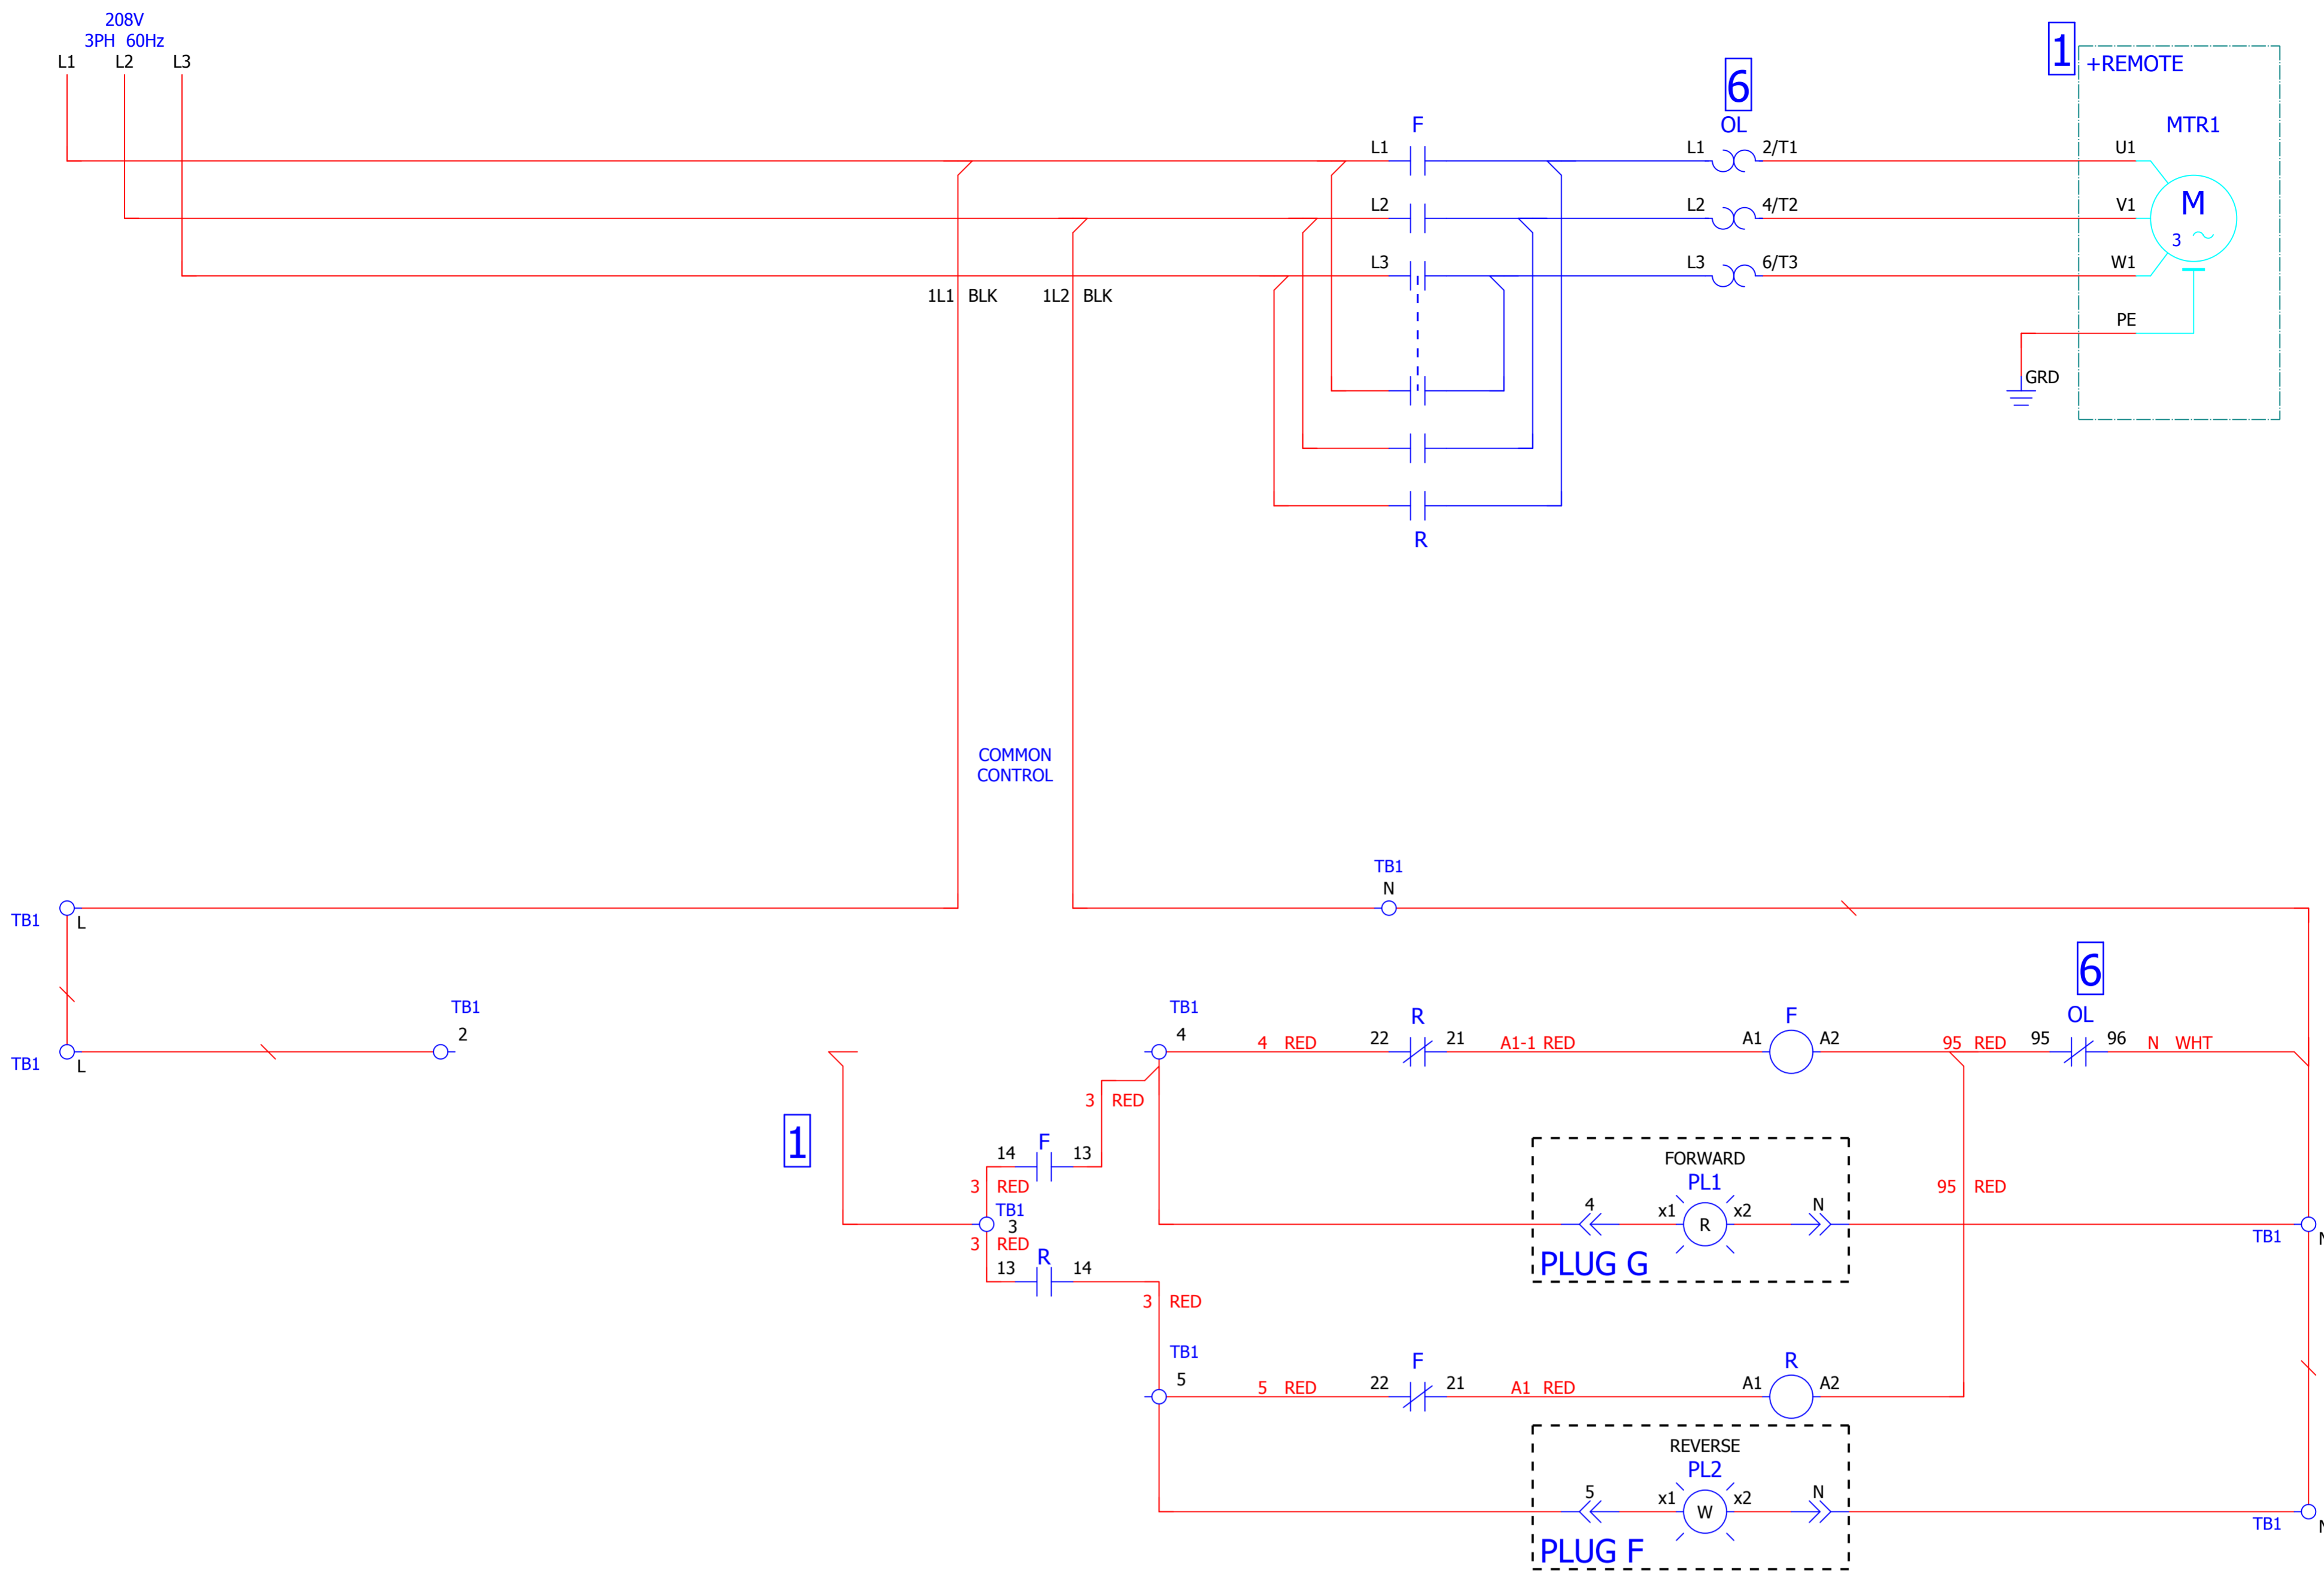 208V
3PH 60Hz
L1 L2 L3
1
+REMOTE
6
OL
F
MTR1
L1
L1 2/T1
U1
M
3
L2
L2 4/T2
V1
L3
L3 6/T3
W1
1L1 BLK 1L2 BLK
PE
GRD
R
COMMON
CONTROL
TB1
N
TB1
L
6
OL
TB1
2
TB1
L
TB1
4
4 RED
22 R 21
A1-1 RED
F
A1 A2
95 RED
95 96
N WHT
3 RED
1
14 F 13
3 RED
TB1
3
3 RED
13 R 14
3 RED
FORWARD
PL1
4
x1 R x2
N
PLUG G
95 RED
TB1 N
TB1
5
5 RED
22 F 21
A1 RED
R
A1 A2
REVERSE
PL2
5
x1 W x2
N
PLUG F
TB1 N